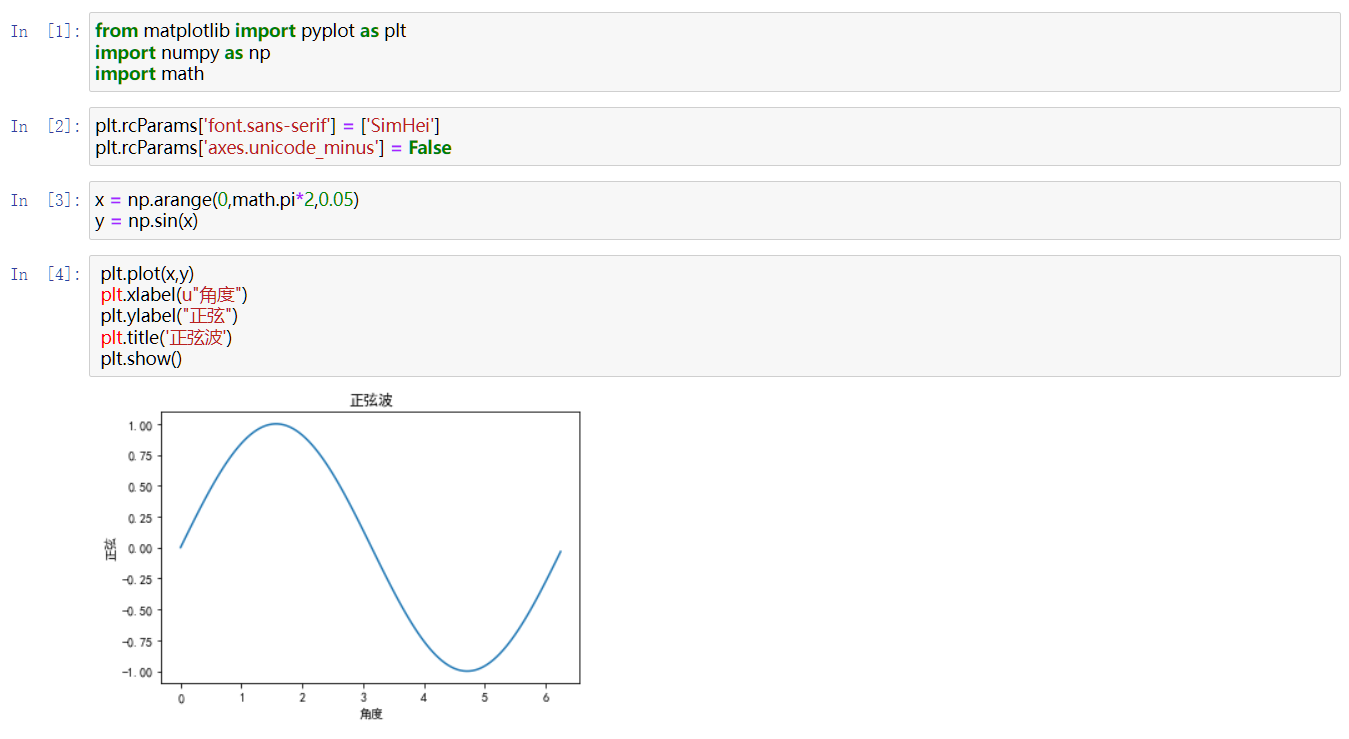 In [1]: from matplotlib import pyplot as plt
import numpy as np
import math
In [2]: plt.rcParams['font.sans-serif'] = ['SimHei']
plt.rcParams['axes.unicode_minus'] = False
In [3]: x = np.arange(0,math.pi*2,0.05)
y = np.sin(x)
In [4]: plt.plot(x,y)
plt.xlabel(u"角度")
plt.ylabel("正弦")
plt.title('正弦波')
plt.show()
正弦波
1.00
0.75
0.50
0.25
正弦
0.00
−0.25
−0.50
−0.75
−1.00
0 1 2 3 4 5 6
角度